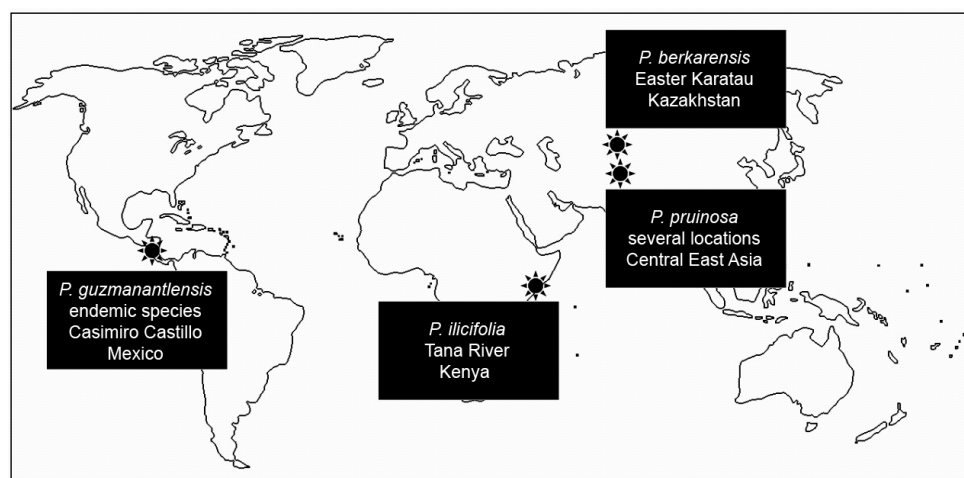 P. berkarensis
Easter Karatau
Kazakhstan
P. pruinosa
several locations
Central East Asia
P. guzmanantlensis
endemic species
Casimiro Castillo
Mexico
P. ilicifolia
Tana River
Kenya